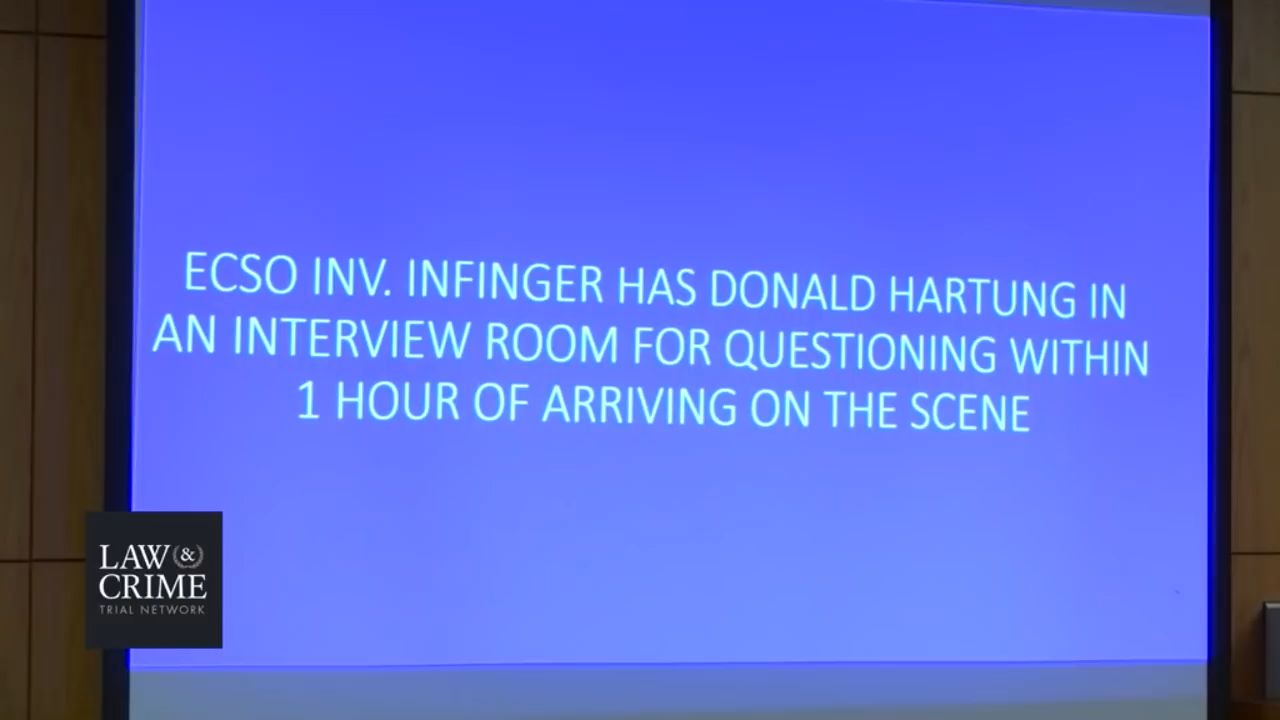 ECSO INV. INFINGER HAS DONALD HARTUNG IN
AN INTERVIEW ROOM FOR QUESTIONING WITHIN
1 HOUR OF ARRIVING ON THE SCENE
LAW &
CRIME
TRIAL NETWORK